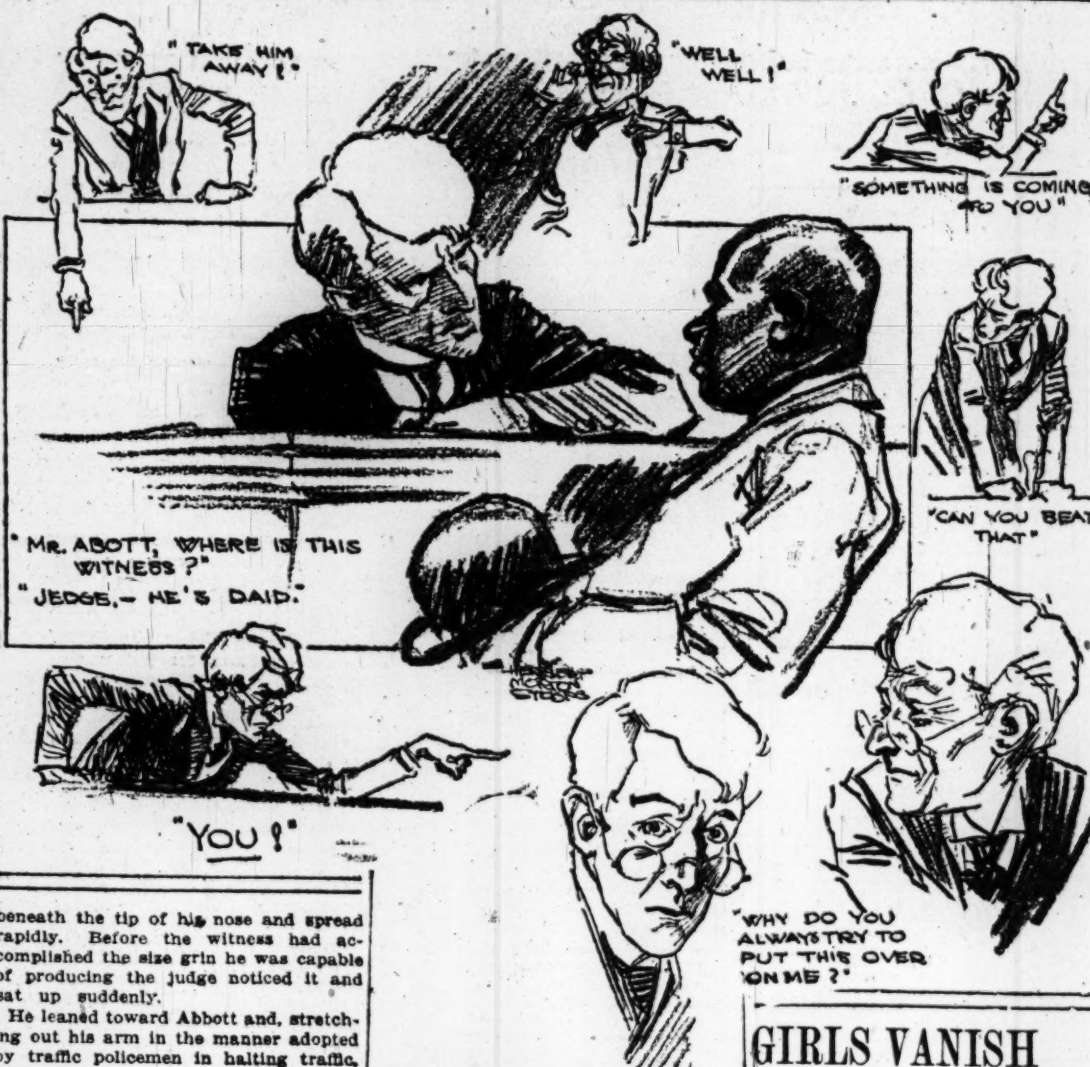 "TAKE HIM
AWAY!"
"WELL
WELL!"
"SOMETHING IS COMING
TO YOU"
"CAN YOU BEAT
THAT"
"MR. ABOTT, WHERE IS THIS
WITNESS?"
"JEDGE,— HE'S DAID."
"YOU!"
"WHY DO YOU
ALWAYS TRY TO
PUT THIS OVER
ON ME?"
beneath the tip of his nose and spread
rapidly. Before the witness had ac-
complished the size grin he was capable
of producing the judge noticed it and
sat up suddenly.
He leaned toward Abbott and, stretch-
ing out his arm in the manner adopted
by traffic policemen in halting traffic,
GIRLS VANISH